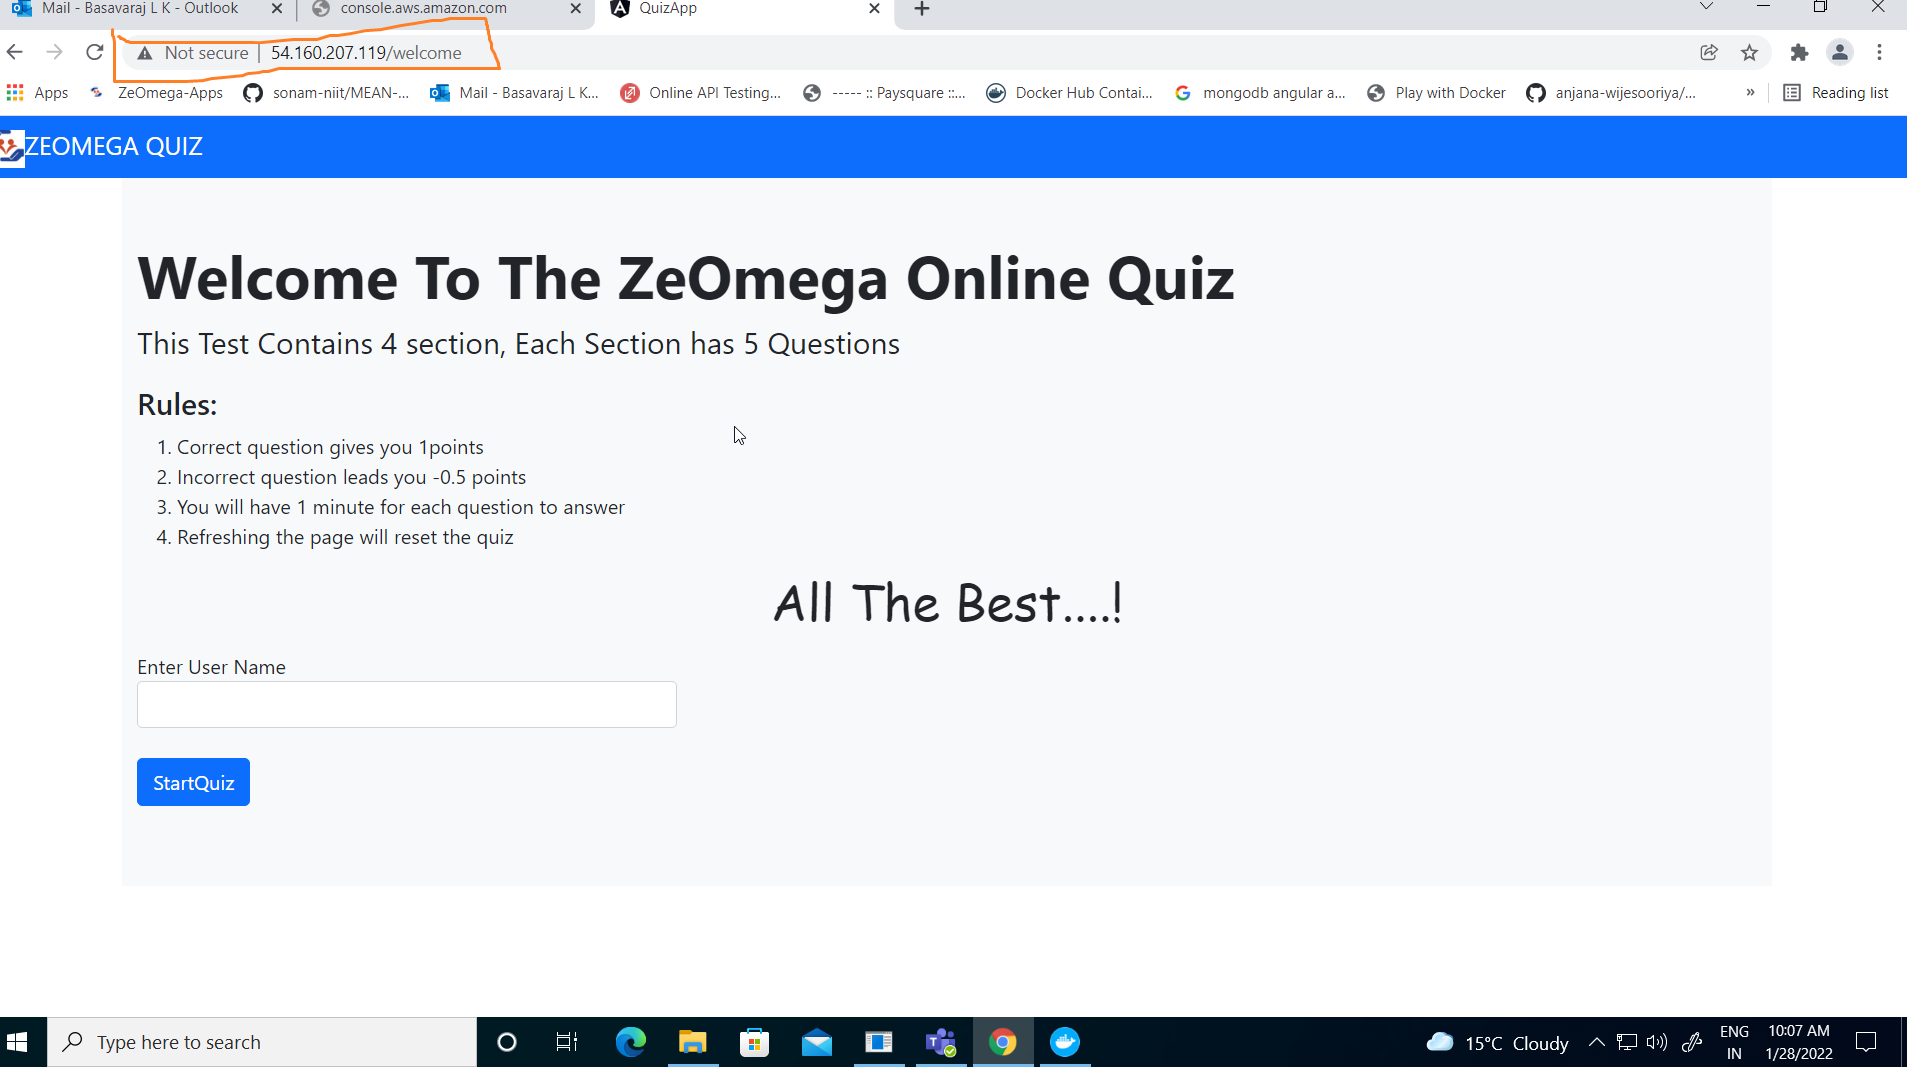 Mail - Basavaraj L K - Outlook
console.aws.amazon.com
QuizApp
Not secure | 54.160.207.119/welcome
Apps
ZeOmega-Apps
sonam-niit/MEAN-...
Mail - Basavaraj L K...
Online API Testing...
----- :: Paysquare ::...
Docker Hub Contai...
mongodb angular a...
Play with Docker
anjana-wijesooriya/...
»
Reading list
ZEOMEGA QUIZ
Welcome To The ZeOmega Online Quiz
This Test Contains 4 section, Each Section has 5 Questions
Rules:
1. Correct question gives you 1points
2. Incorrect question leads you -0.5 points
3. You will have 1 minute for each question to answer
4. Refreshing the page will reset the quiz
All The Best....!
Enter User Name
StartQuiz
Type here to search
15°C Cloudy
ENG
IN
10:07 AM
1/28/2022